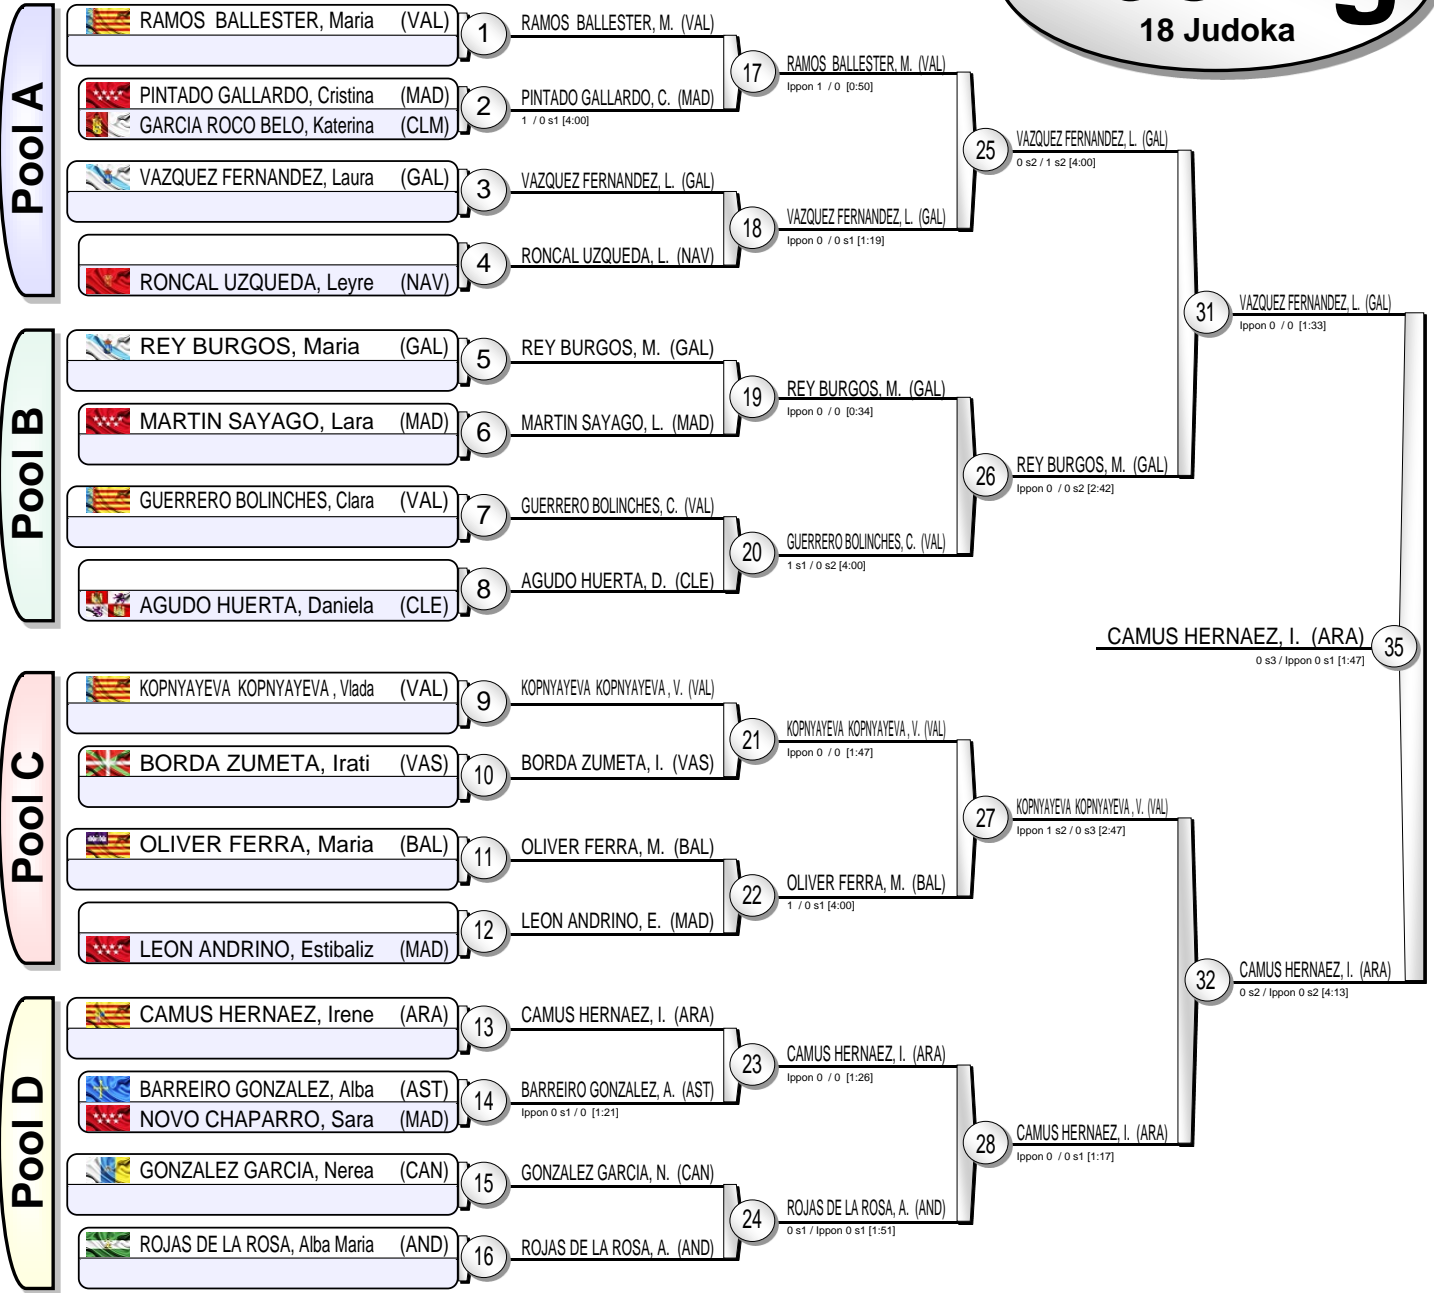 18 Judoka
Pool A
RAMOS BALLESTER, Maria (VAL)
1
PINTADO GALLARDO, Cristina (MAD)
GARCIA ROCO BELO, Katerina (CLM)
2
VAZQUEZ FERNANDEZ, Laura (GAL)
3
RONCAL UZQUEDA, Leyre (NAV)
4
Pool B
REY BURGOS, Maria (GAL)
5
MARTIN SAYAGO, Lara (MAD)
6
GUERRERO BOLINCHES, Clara (VAL)
7
AGUDO HUERTA, Daniela (CLE)
8
Pool C
KOPNYAYEVA KOPNYAYEVA , Vlada (VAL)
9
BORDA ZUMETA, Irati (VAS)
10
OLIVER FERRA, Maria (BAL)
11
LEON ANDRINO, Estibaliz (MAD)
12
Pool D
CAMUS HERNAEZ, Irene (ARA)
13
BARREIRO GONZALEZ, Alba (AST)
NOVO CHAPARRO, Sara (MAD)
14
GONZALEZ GARCIA, Nerea (CAN)
15
ROJAS DE LA ROSA, Alba Maria (AND)
16
RAMOS BALLESTER, M. (VAL)
PINTADO GALLARDO, C. (MAD)
1 / 0 s1 [4:00]
17
VAZQUEZ FERNANDEZ, L. (GAL)
RONCAL UZQUEDA, L. (NAV)
18
REY BURGOS, M. (GAL)
MARTIN SAYAGO, L. (MAD)
19
GUERRERO BOLINCHES, C. (VAL)
AGUDO HUERTA, D. (CLE)
20
KOPNYAYEVA KOPNYAYEVA , V. (VAL)
BORDA ZUMETA, I. (VAS)
21
OLIVER FERRA, M. (BAL)
LEON ANDRINO, E. (MAD)
22
CAMUS HERNAEZ, I. (ARA)
BARREIRO GONZALEZ, A. (AST)
Ippon 0 s1 / 0 [1:21]
23
GONZALEZ GARCIA, N. (CAN)
ROJAS DE LA ROSA, A. (AND)
24
RAMOS BALLESTER, M. (VAL)
Ippon 1 / 0 [0:50]
VAZQUEZ FERNANDEZ, L. (GAL)
Ippon 0 / 0 s1 [1:19]
25
REY BURGOS, M. (GAL)
Ippon 0 / 0 [0:34]
GUERRERO BOLINCHES, C. (VAL)
1 s1 / 0 s2 [4:00]
26
KOPNYAYEVA KOPNYAYEVA , V. (VAL)
Ippon 0 / 0 [1:47]
OLIVER FERRA, M. (BAL)
1 / 0 s1 [4:00]
27
CAMUS HERNAEZ, I. (ARA)
Ippon 0 / 0 [1:26]
ROJAS DE LA ROSA, A. (AND)
0 s1 / Ippon 0 s1 [1:51]
28
VAZQUEZ FERNANDEZ, L. (GAL)
0 s2 / 1 s2 [4:00]
REY BURGOS, M. (GAL)
Ippon 0 / 0 s2 [2:42]
31
KOPNYAYEVA KOPNYAYEVA , V. (VAL)
Ippon 1 s2 / 0 s3 [2:47]
CAMUS HERNAEZ, I. (ARA)
Ippon 0 / 0 s1 [1:17]
32
VAZQUEZ FERNANDEZ, L. (GAL)
Ippon 0 / 0 [1:33]
CAMUS HERNAEZ, I. (ARA)
0 s2 / Ippon 0 s2 [4:13]
CAMUS HERNAEZ, I. (ARA)
0 s3 / Ippon 0 s1 [1:47]
35